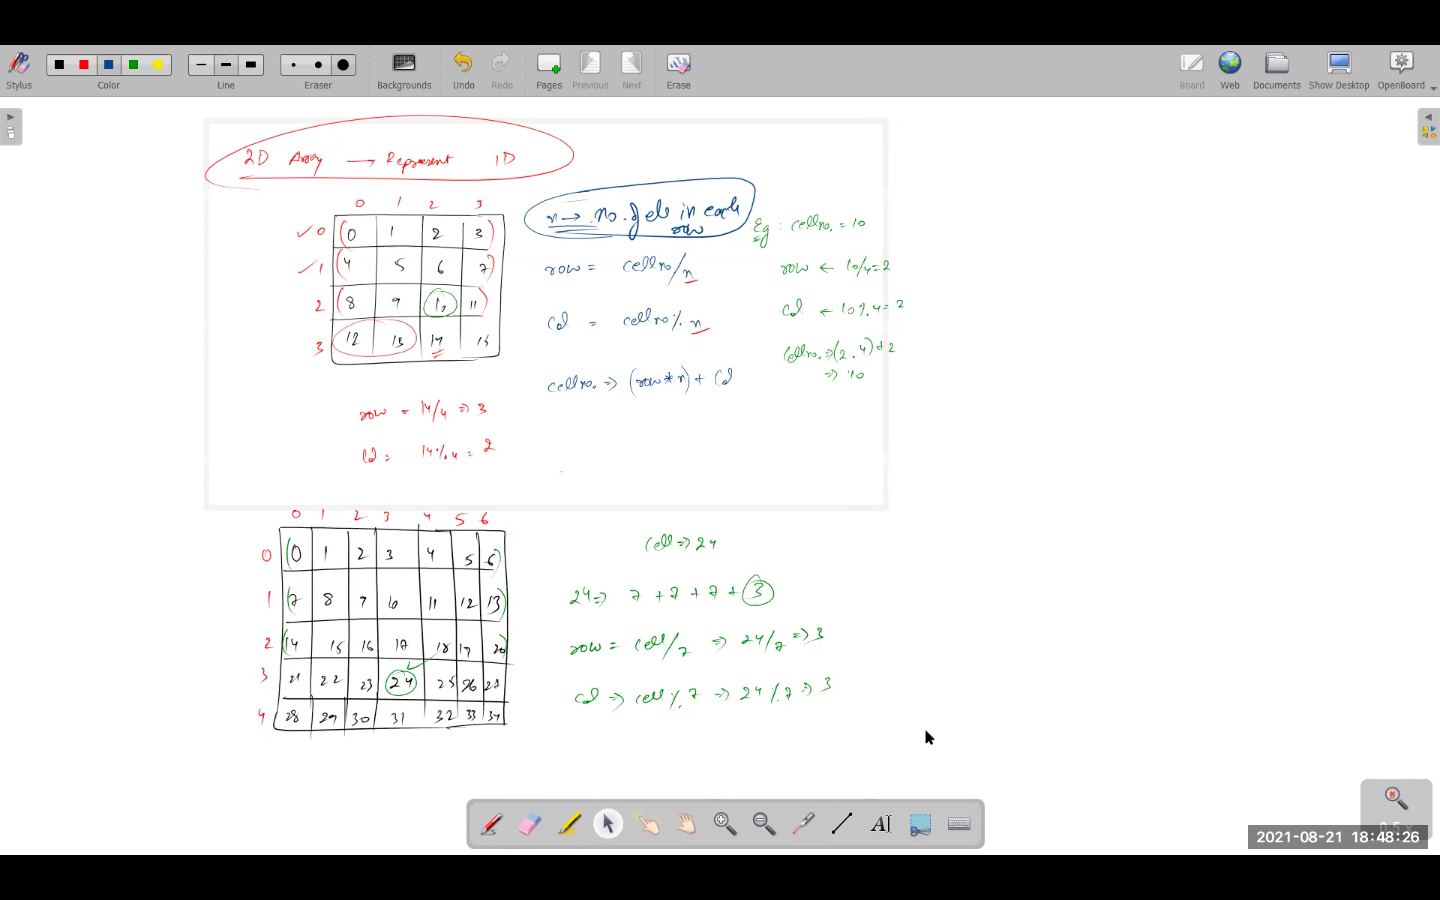 Stylus Color Line Eraser Backgrounds Undo Redo Pages Previous Next Erase Board Web Documents Show Desktop OpenBoard
2D Array → Represent 1D
0 1 2 3
0 0 1 2 3
1 4 5 6 7
2 8 9 10 11
3 12 13 14 15
row = 14/4 => 3
Col = 14%4 = 2
n → no. of els in each
row
row = cellno/n
Col = cellno% n
cellno. => (row*n) + Col
Eg : cellno. = 10
row ← 10/4=2
Col ← 10%4=2
Cellno. => (2*4)+2
=> 10
0 1 2 3 4 5 6
0 0 1 2 3 4 5 6
1 7 8 9 10 11 12 13
2 14 15 16 17 18 19 20
3 21 22 23 24 25 26 27
4 28 29 30 31 32 33 34
Cell => 24
24 => 7 + 7 + 7 + 3
row = cell/7 => 24/7 => 3
Col => cell % 7 => 24 % 7 => 3
2021-08-21 18:48:26